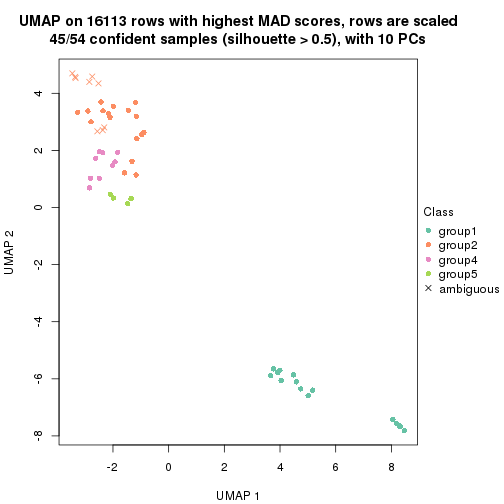 UMAP on 16113 rows with highest MAD scores, rows are scaled
45/54 confident samples (silhouette > 0.5), with 10 PCs
4
2
0
-2
-4
-6
-8
UMAP 2
-2
0
2
4
6
8
UMAP 1
Class
group1
group2
group4
group5
ambiguous